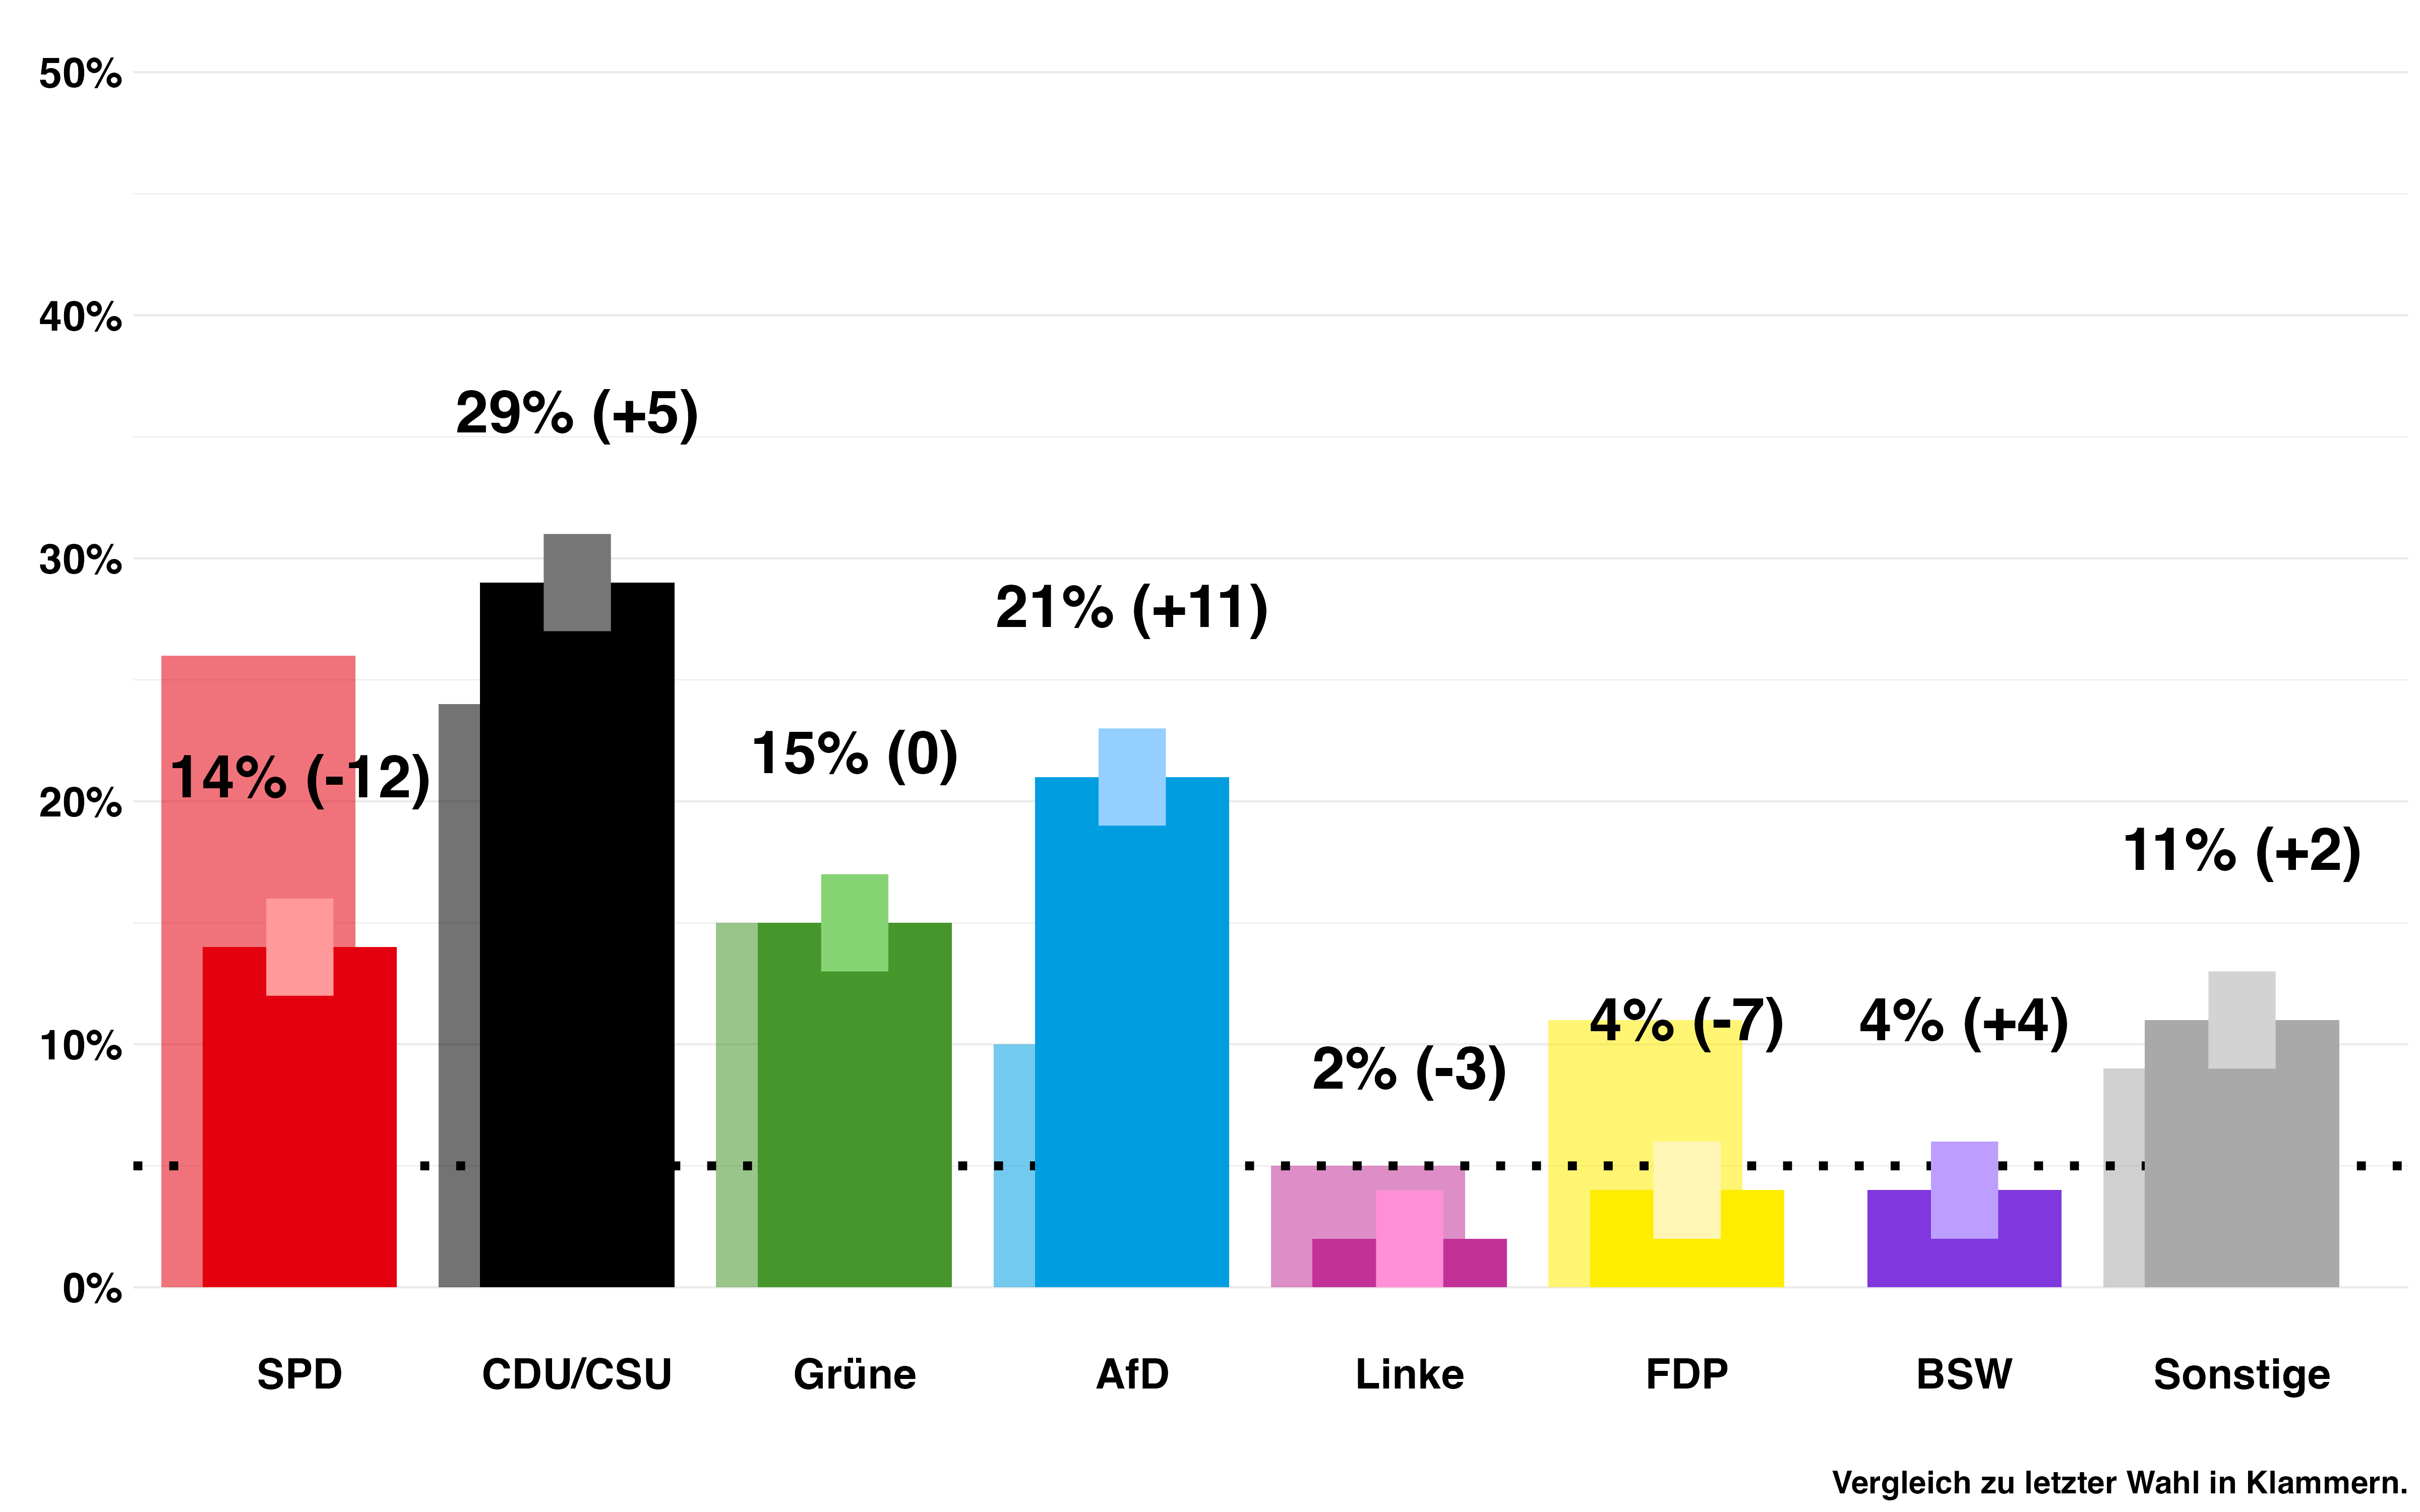 50%
40%
30%
20%
10%
0%
29% (+5)
21% (+11)
15% (0)
14% (-12)
11% (+2)
4% (-7)
4% (+4)
2% (-3)
SPD
CDU/CSU
Grüne
AfD
Linke
FDP
BSW
Sonstige
Vergleich zu letzter Wahl in Klammern.